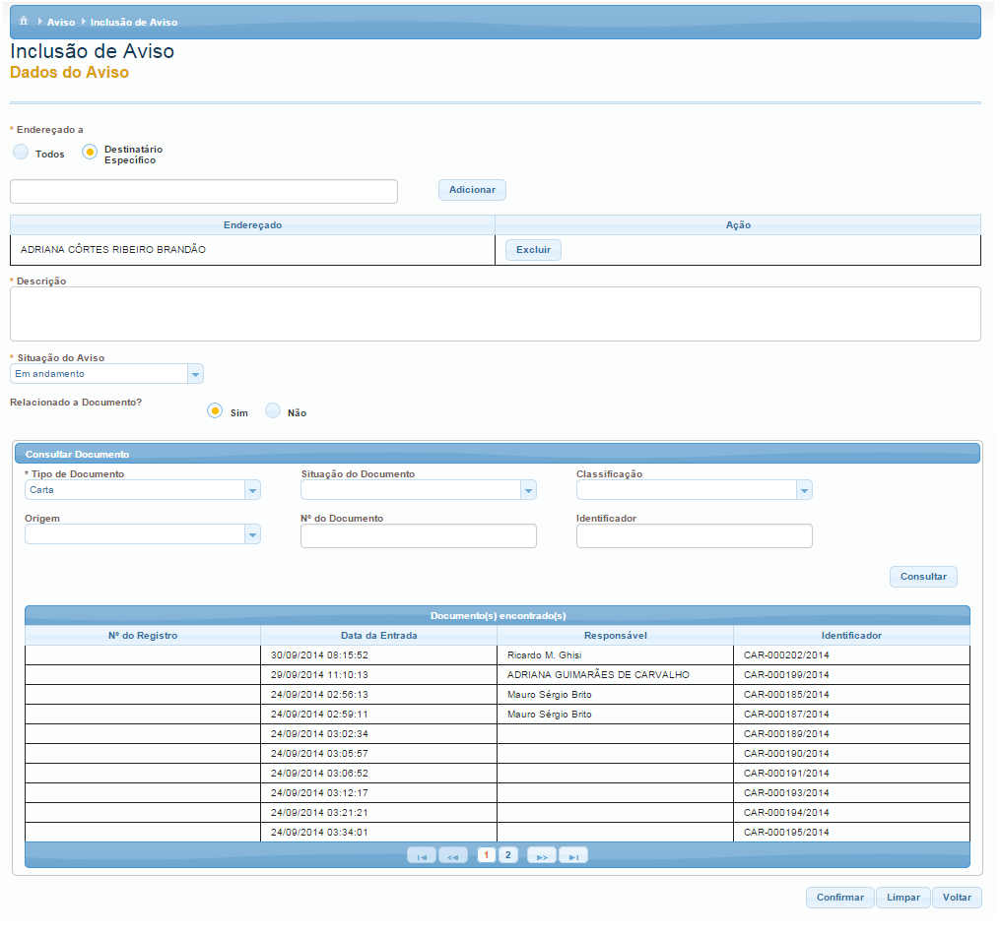 Aviso Inclusão de Aviso
Inclusão de Aviso
Dados do Aviso
* Endereçado a
Todos
Destinatário
Específico
Adicionar
Endereçado Ação
ADRIANA CÔRTES RIBEIRO BRANDÃO Excluir
* Descrição
* Situação do Aviso
Em andamento
Relacionado a Documento? Sim Não
Consultar Documento
* Tipo de Documento Situação do Documento Classificação
Carta
Origem Nº do Documento Identificador
Consultar
Documento(s) encontrado(s)
Nº do Registro Data da Entrada Responsável Identificador
30/09/2014 08:15:52 Ricardo M. Ghisi CAR-000202/2014
29/09/2014 11:10:13 ADRIANA GUIMARÃES DE CARVALHO CAR-000199/2014
24/09/2014 02:56:13 Mauro Sérgio Brito CAR-000185/2014
24/09/2014 02:59:11 Mauro Sérgio Brito CAR-000187/2014
24/09/2014 03:02:34 CAR-000189/2014
24/09/2014 03:05:57 CAR-000190/2014
24/09/2014 03:06:52 CAR-000191/2014
24/09/2014 03:12:17 CAR-000193/2014
24/09/2014 03:21:21 CAR-000194/2014
24/09/2014 03:34:01 CAR-000195/2014
1 2
Confirmar Limpar Voltar